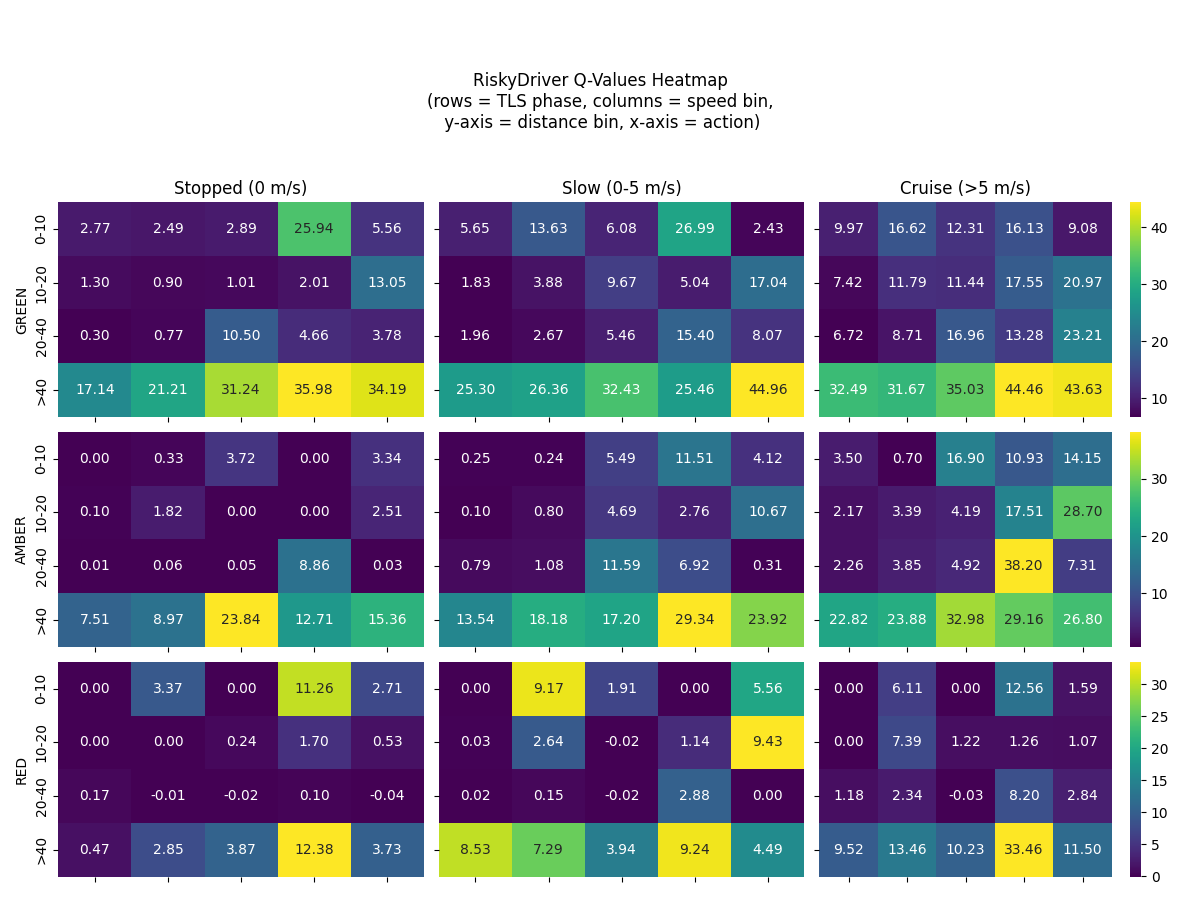 RiskyDriver Q-Values Heatmap
(rows = TLS phase, columns = speed bin,
y-axis = distance bin, x-axis = action)
Stopped (0 m/s) Slow (0-5 m/s) Cruise (>5 m/s)
GREEN
0-10 2.77 2.49 2.89 25.94 5.56 5.65 13.63 6.08 26.99 2.43 9.97 16.62 12.31 16.13 9.08
10-20 1.30 0.90 1.01 2.01 13.05 1.83 3.88 9.67 5.04 17.04 7.42 11.79 11.44 17.55 20.97
20-40 0.30 0.77 10.50 4.66 3.78 1.96 2.67 5.46 15.40 8.07 6.72 8.71 16.96 13.28 23.21
>40 17.14 21.21 31.24 35.98 34.19 25.30 26.36 32.43 25.46 44.96 32.49 31.67 35.03 44.46 43.63
40
30
20
10
AMBER
0-10 0.00 0.33 3.72 0.00 3.34 0.25 0.24 5.49 11.51 4.12 3.50 0.70 16.90 10.93 14.15
10-20 0.10 1.82 0.00 0.00 2.51 0.10 0.80 4.69 2.76 10.67 2.17 3.39 4.19 17.51 28.70
20-40 0.01 0.06 0.05 8.86 0.03 0.79 1.08 11.59 6.92 0.31 2.26 3.85 4.92 38.20 7.31
>40 7.51 8.97 23.84 12.71 15.36 13.54 18.18 17.20 29.34 23.92 22.82 23.88 32.98 29.16 26.80
30
20
10
RED
0-10 0.00 3.37 0.00 11.26 2.71 0.00 9.17 1.91 0.00 5.56 0.00 6.11 0.00 12.56 1.59
10-20 0.00 0.00 0.24 1.70 0.53 0.03 2.64 -0.02 1.14 9.43 0.00 7.39 1.22 1.26 1.07
20-40 0.17 -0.01 -0.02 0.10 -0.04 0.02 0.15 -0.02 2.88 0.00 1.18 2.34 -0.03 8.20 2.84
>40 0.47 2.85 3.87 12.38 3.73 8.53 7.29 3.94 9.24 4.49 9.52 13.46 10.23 33.46 11.50
30
25
20
15
10
5
0